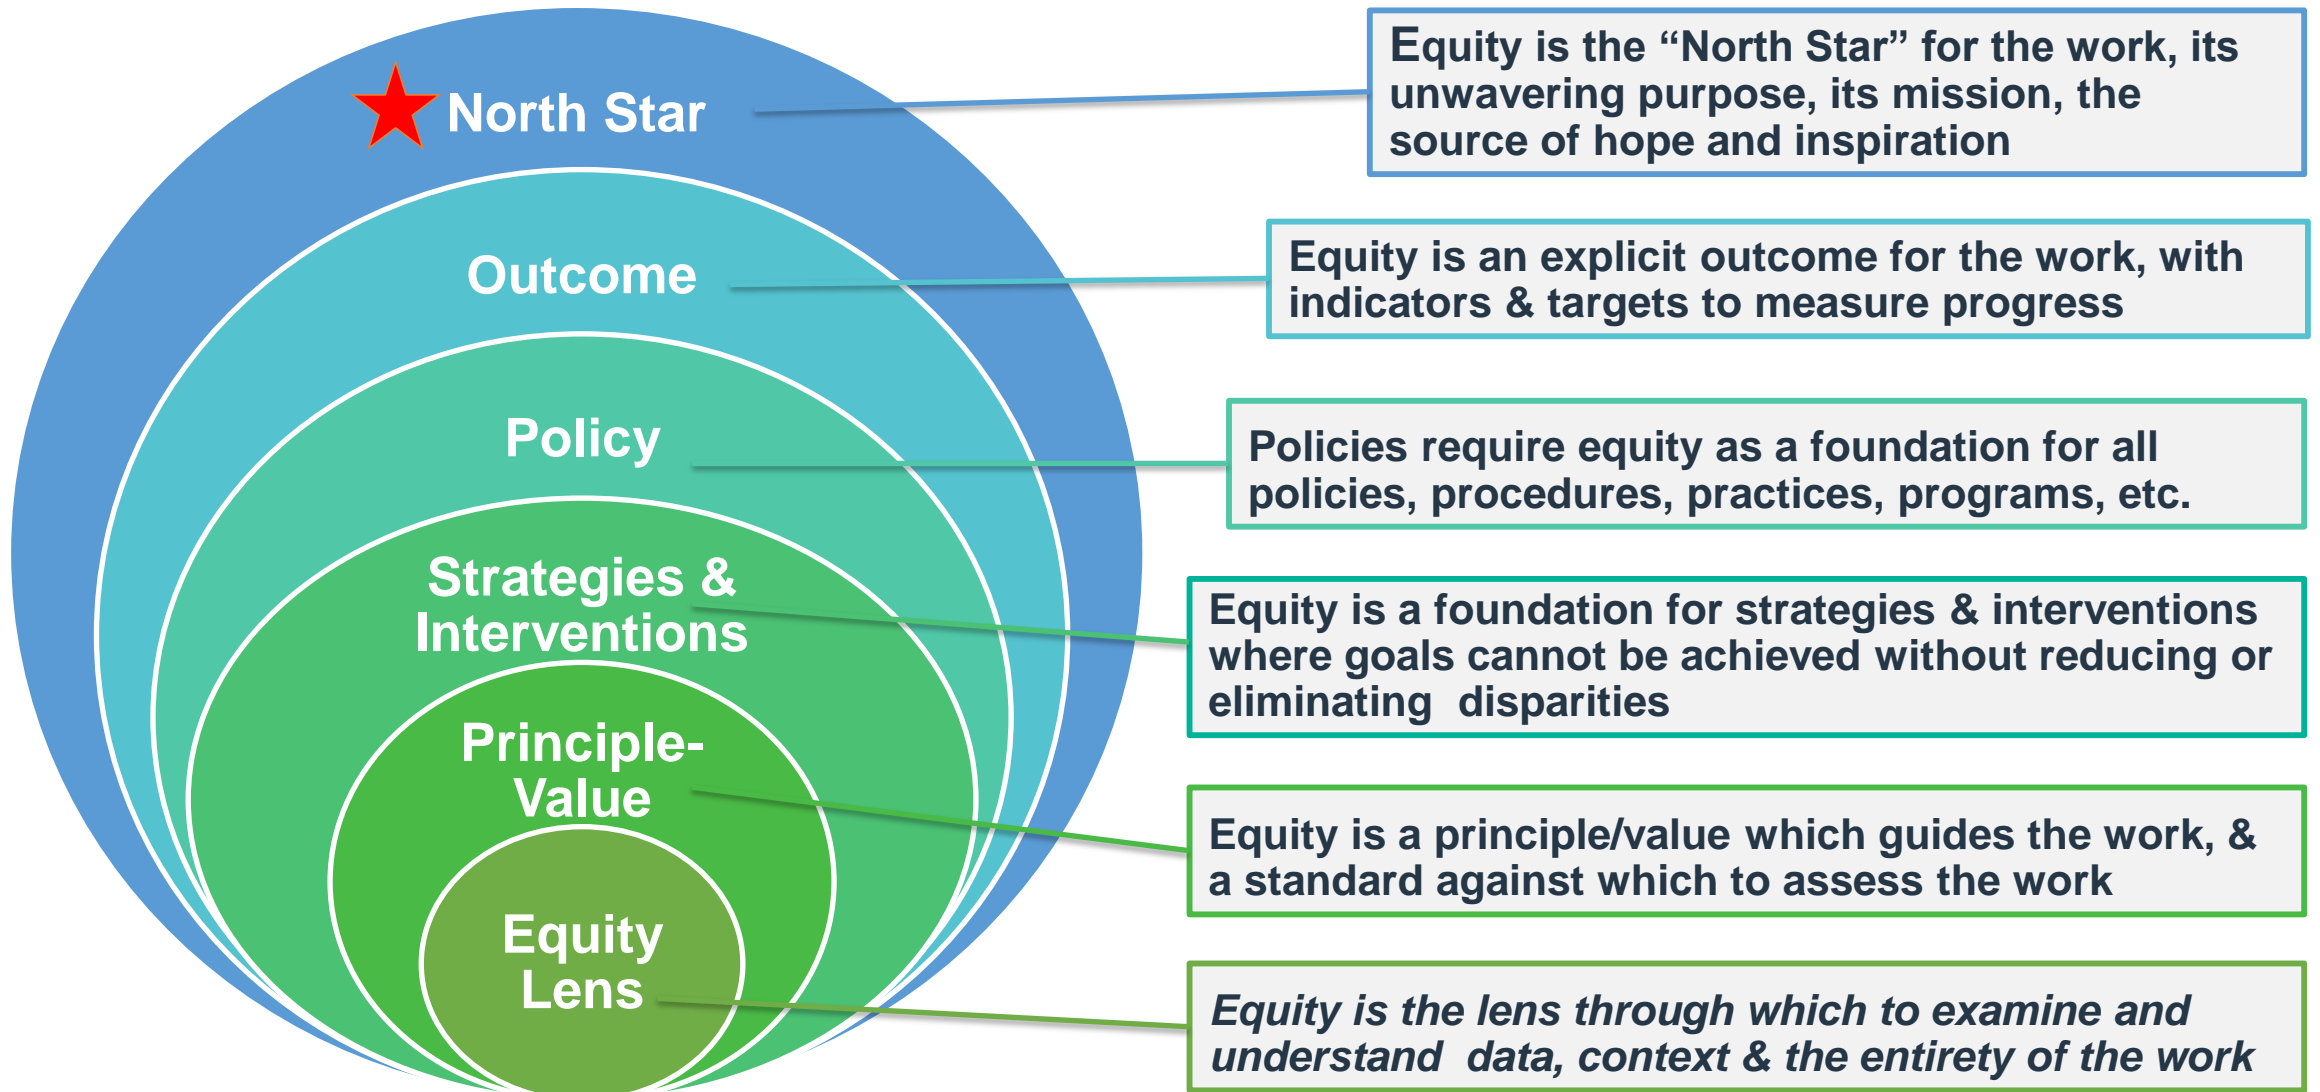 North Star
Equity is the “North Star” for the work, its
unwavering purpose, its mission, the
source of hope and inspiration
Outcome
Equity is an explicit outcome for the work, with
indicators & targets to measure progress
Policy
Policies require equity as a foundation for all
policies, procedures, practices, programs, etc.
Strategies &
Interventions
Equity is a foundation for strategies & interventions
where goals cannot be achieved without reducing or
eliminating  disparities
Principle-
Value
Equity is a principle/value which guides the work, &
a standard against which to assess the work
Equity
Lens
Equity is the lens through which to examine and
understand  data, context & the entirety of the work